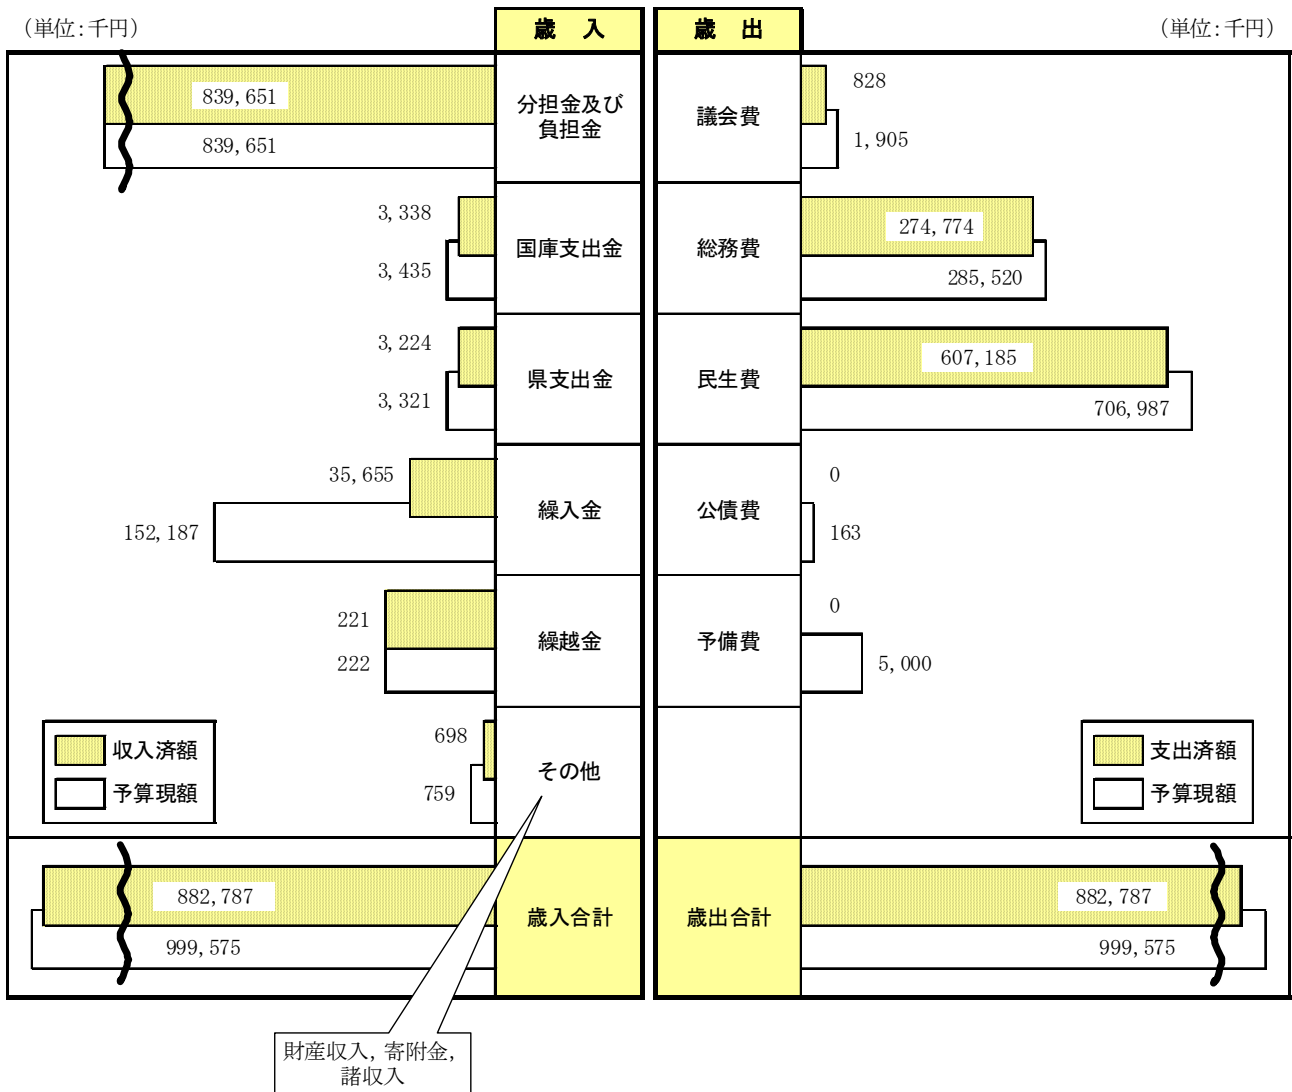 (単位:千円)
歳 入
歳 出
(単位:千円)
839,651
839,651
分担金及び
負担金
議会費
828
1,905
3,338
3,435
国庫支出金
総務費
274,774
285,520
3,224
3,321
県支出金
民生費
607,185
706,987
35,655
152,187
繰入金
公債費
0
163
221
222
繰越金
予備費
0
5,000
収入済額
予算現額
698
759
その他
支出済額
予算現額
882,787
999,575
歳入合計
歳出合計
882,787
999,575
財産収入,寄附金,
諸収入